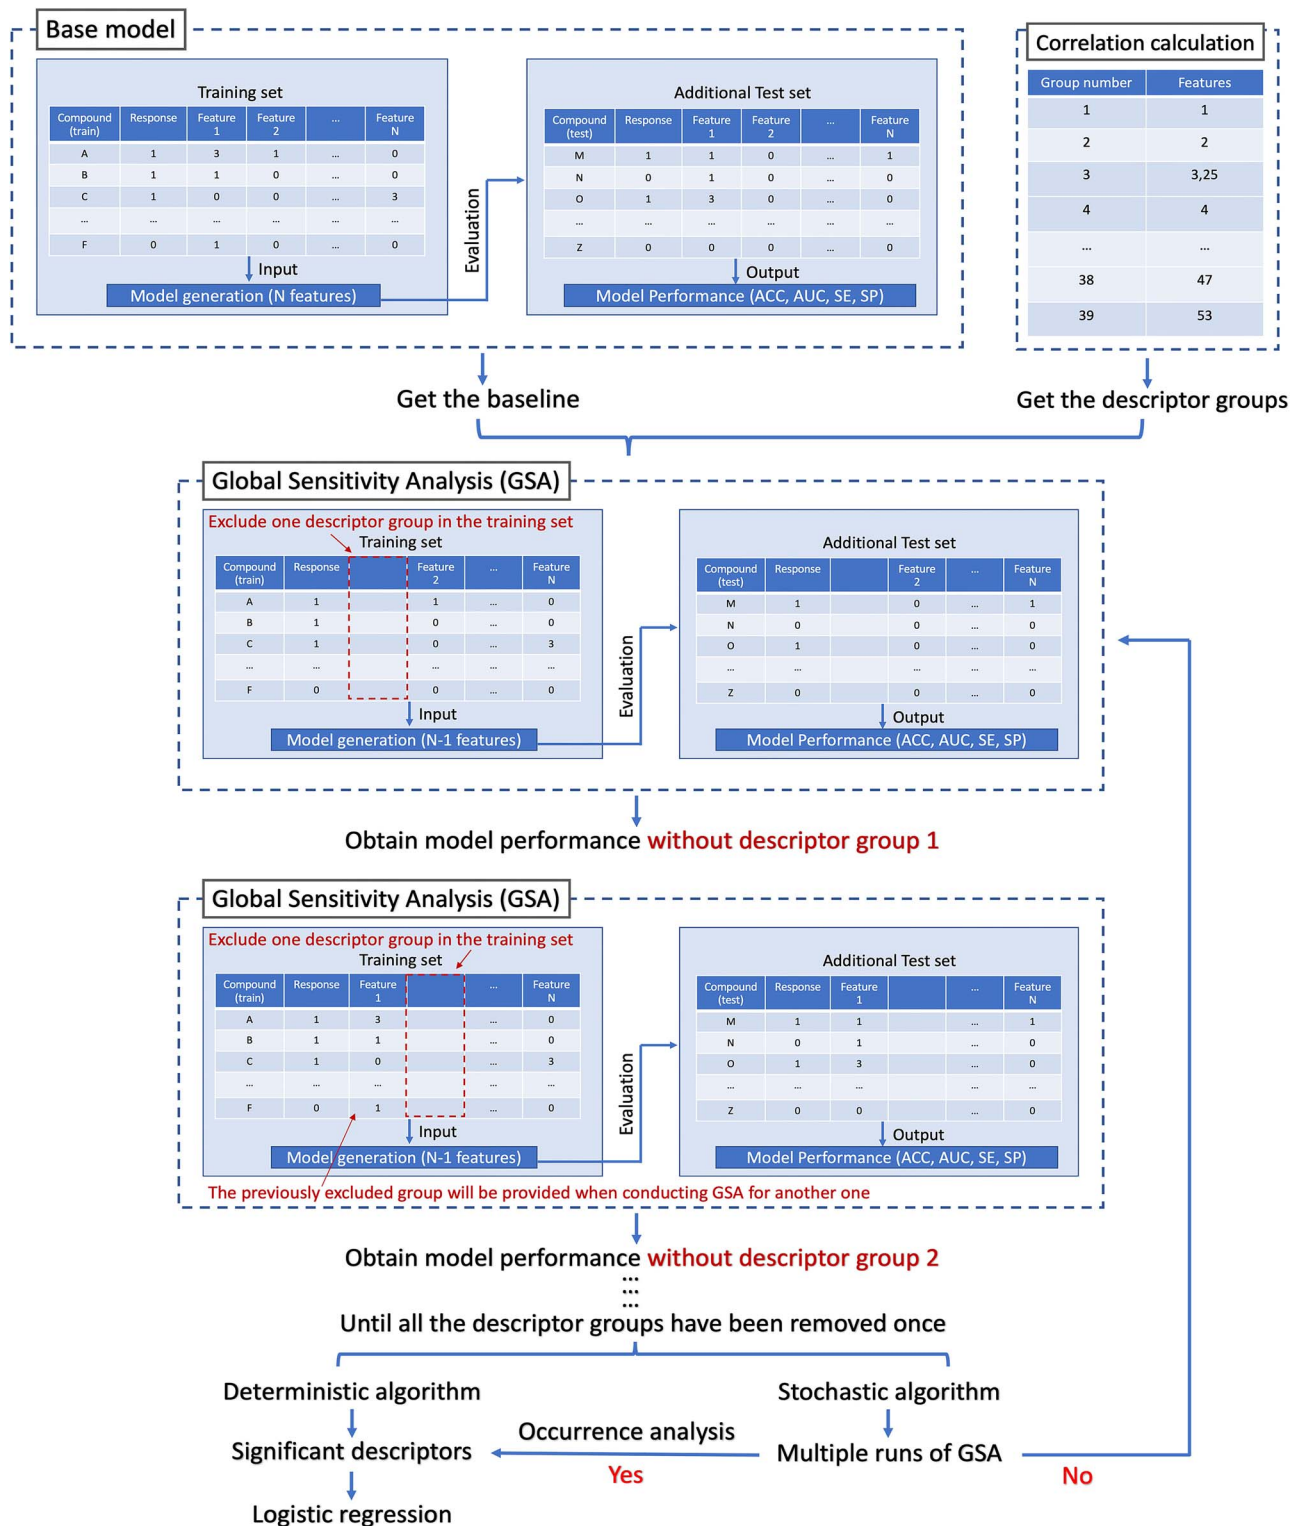 Base model
Training set
Compound (train) Response Feature 1 Feature 2 ... Feature N
A 1 3 1 ... 0
B 1 1 0 ... 0
C 1 0 0 ... 3
... ... ... ... ... ...
F 0 1 0 ... 0
Input
Model generation (N features)
Evaluation
Additional Test set
Compound (test) Response Feature 1 Feature 2 ... Feature N
M 1 1 0 ... 1
N 0 1 0 ... 0
O 1 3 0 ... 0
... ... ... ... ... ...
Z 0 0 0 ... 0
Output
Model Performance (ACC, AUC, SE, SP)
Correlation calculation
Group number Features
1 1
2 2
3 3,25
4 4
... ...
38 47
39 53
Get the baseline
Get the descriptor groups
Global Sensitivity Analysis (GSA)
Exclude one descriptor group in the training set
Training set
Compound (train) Response Feature 2 ... Feature N
A 1 1 ... 0
B 1 0 ... 0
C 1 0 ... 3
... ... ... ... ...
F 0 0 ... 0
Input
Model generation (N-1 features)
Evaluation
Additional Test set
Compound (test) Response Feature 2 ... Feature N
M 1 0 ... 1
N 0 0 ... 0
O 1 0 ... 0
... ... ... ... ...
Z 0 0 ... 0
Output
Model Performance (ACC, AUC, SE, SP)
Obtain model performance without descriptor group 1
Global Sensitivity Analysis (GSA)
Exclude one descriptor group in the training set
Training set
Compound (train) Response Feature 1 ... Feature N
A 1 3 ... 0
B 1 1 ... 0
C 1 0 ... 3
... ... ... ... ...
F 0 1 ... 0
Input
Model generation (N-1 features)
The previously excluded group will be provided when conducting GSA for another one
Evaluation
Additional Test set
Compound (test) Response Feature 1 ... Feature N
M 1 1 ... 1
N 0 1 ... 0
O 1 3 ... 0
... ... ... ... ...
Z 0 0 ... 0
Output
Model Performance (ACC, AUC, SE, SP)
Obtain model performance without descriptor group 2
...
...
...
Until all the descriptor groups have been removed once
Deterministic algorithm
Stochastic algorithm
Significant descriptors
Occurrence analysis
Yes
Multiple runs of GSA
No
Logistic regression